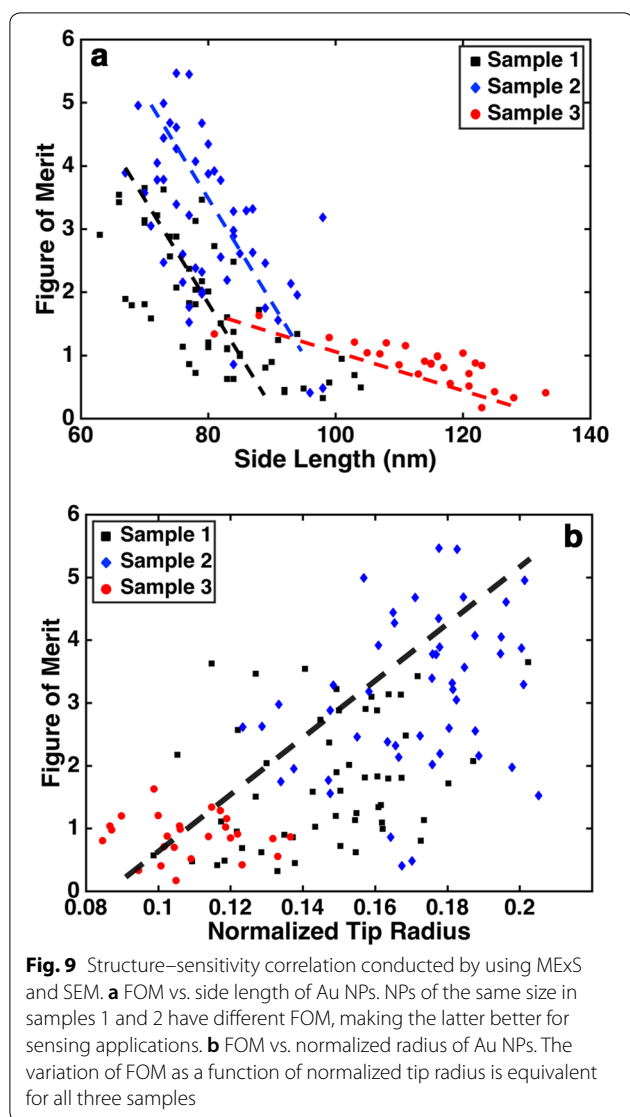 a
Sample 1
Sample 2
Sample 3
Figure of Merit
6
5
4
3
2
1
0
60 80 100 120 140
Side Length (nm)
b
Sample 1
Sample 2
Sample 3
Figure of Merit
6
5
4
3
2
1
0
0.08 0.1 0.12 0.14 0.16 0.18 0.2
Normalized Tip Radius
Fig. 9 Structure–sensitivity correlation conducted by using MExS
and SEM. a FOM vs. side length of Au NPs. NPs of the same size in
samples 1 and 2 have different FOM, making the latter better for
sensing applications. b FOM vs. normalized radius of Au NPs. The
variation of FOM as a function of normalized tip radius is equivalent
for all three samples